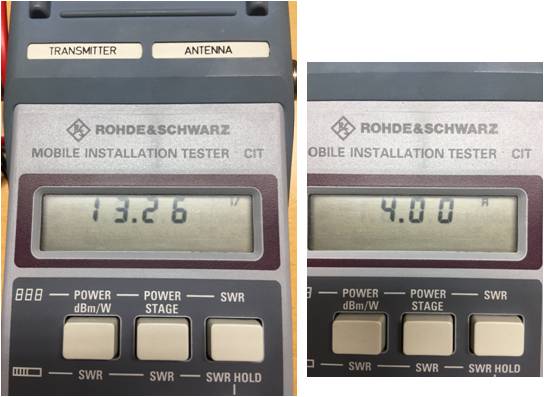 TRANSMITTER
ANTENNA
ROHDE&SCHWARZ
MOBILE INSTALLATION TESTER CIT
13.26 V
POWER dBm/W
POWER STAGE
SWR
SWR
SWR
SWR HOLD
ROHDE&SCHWARZ
OBILE INSTALLATION TESTER CIT
4.00 A
POWER dBm/W
POWER STAGE
SWR
SWR
SWR
SWR HOLD